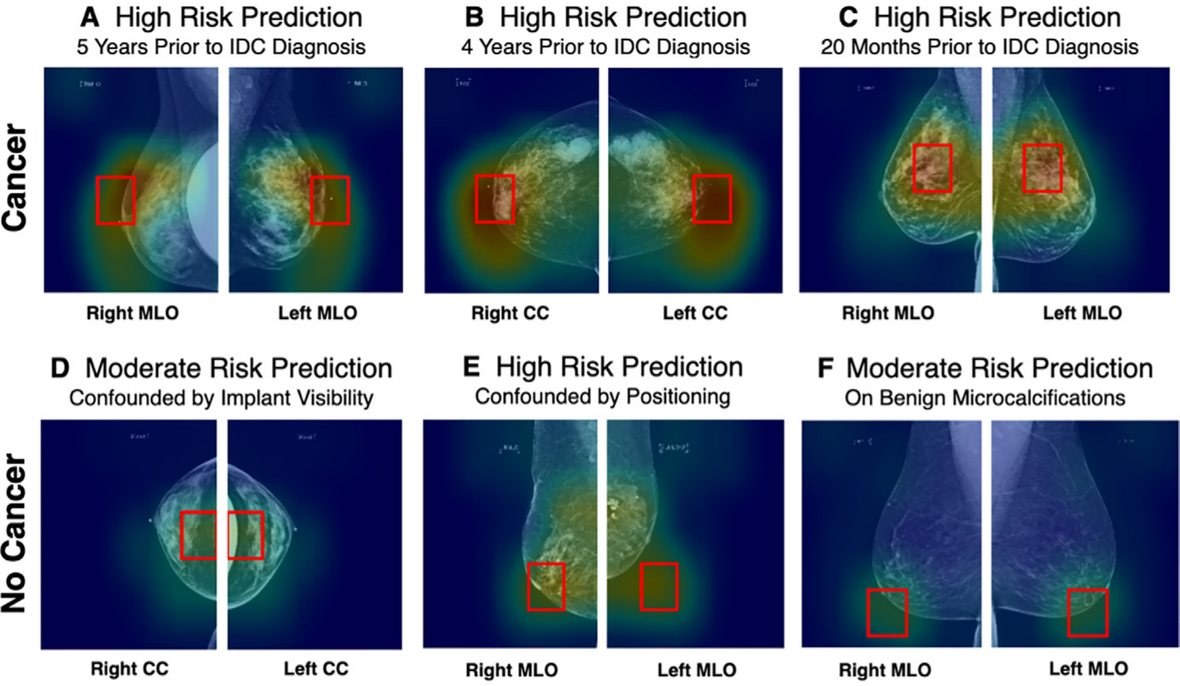 A High Risk Prediction
5 Years Prior to IDC Diagnosis
B High Risk Prediction
4 Years Prior to IDC Diagnosis
C High Risk Prediction
20 Months Prior to IDC Diagnosis
Cancer
Right MLO
Left MLO
Right CC
Left CC
Right MLO
Left MLO
D Moderate Risk Prediction
Confounded by Implant Visibility
E High Risk Prediction
Confounded by Positioning
F Moderate Risk Prediction
On Benign Microcalcifications
No Cancer
Right CC
Left CC
Right MLO
Left MLO
Right MLO
Left MLO